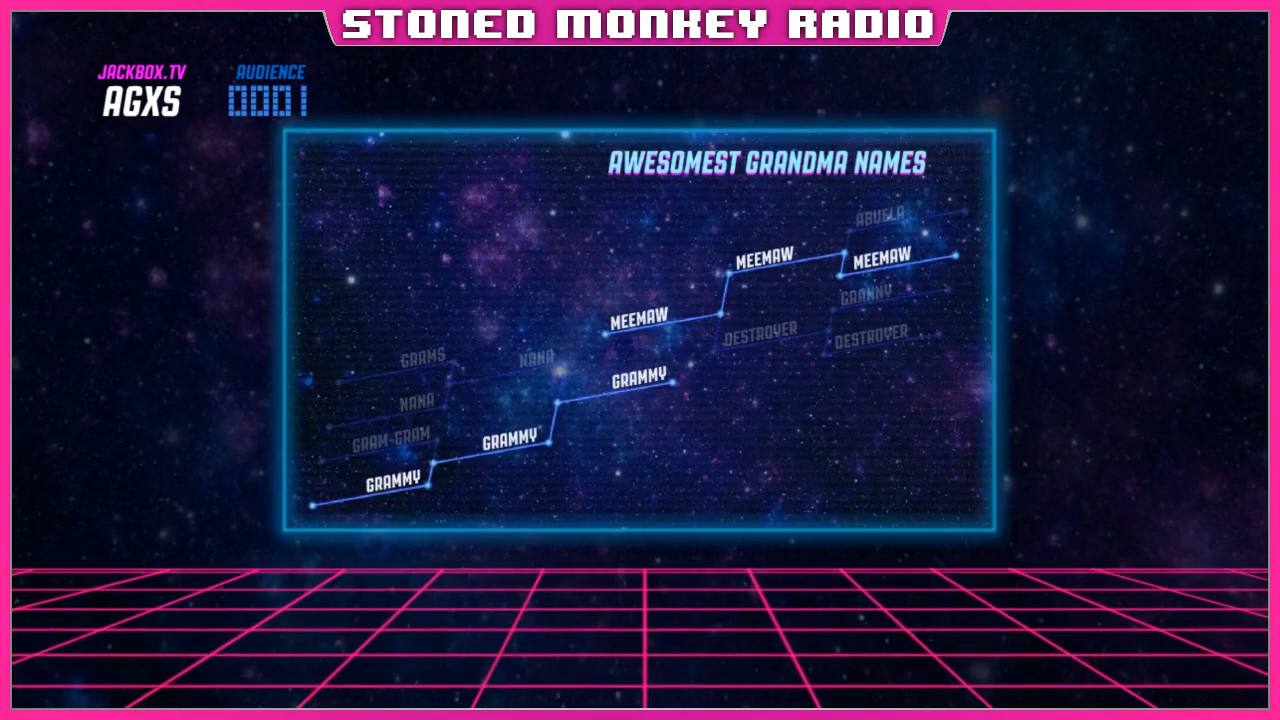 STONED MONKEY RADIO
JACKBOX.TV
AGXS
AUDIENCE
0001
AWESOMEST GRANDMA NAMES
ABUELA
MEEMAW
MEEMAW
GRANNY
MEEMAW
DESTROYER
DESTROYER
GRAMS
NANA
GRAMMY
NANA
GRAM-GRAM
GRAMMY
GRAMMY